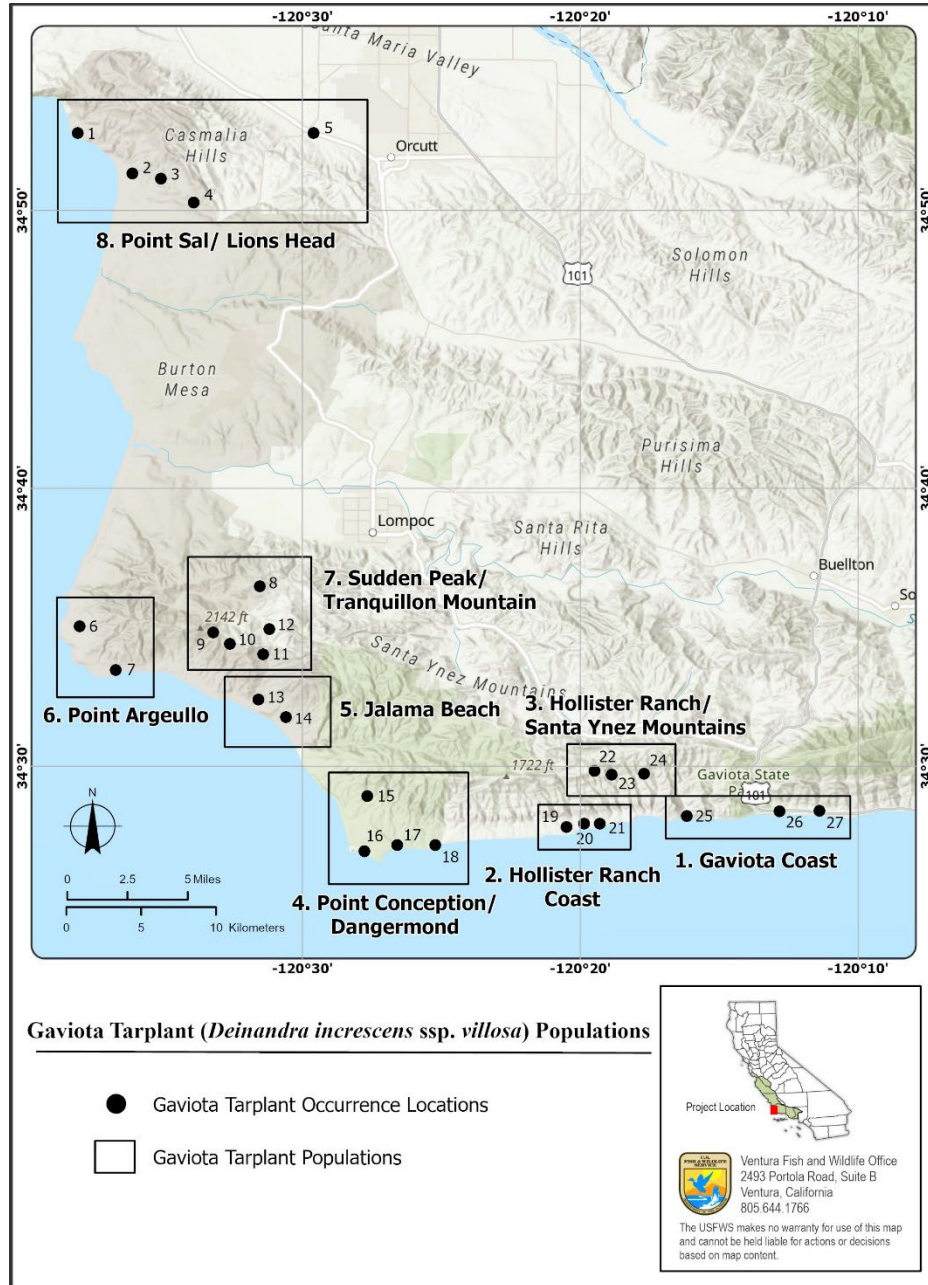 -120°30'
-120°20'
-120°10'
Santa Maria Valley
1
Casmalia
Hills
5
Orcutt
2
3
4
34°50'
34°50'
8. Point Sal/ Lions Head
Solomon
Hills
101
Burton
Mesa
Purisima
Hills
34°40'
34°40'
Lompoc
Santa Rita
Hills
Buellton
So
8
7. Sudden Peak/
Tranquillon Mountain
2142 ft
12
9
10
11
6
7
Santa Ynez Mountains
13
14
6. Point Argeullo
5. Jalama Beach
3. Hollister Ranch/
Santa Ynez Mountains
34°30'
34°30'
1722 ft
22
23
24
Gaviota State
Pa
101
15
16
17
18
19
20
21
25
26
27
1. Gaviota Coast
2. Hollister Ranch
Coast
4. Point Conception/
Dangermond
N
0 2.5 5 Miles
0 5 10 Kilometers
-120°30'
-120°20'
-120°10'
Gaviota Tarplant (Deinandra increscens ssp. villosa) Populations
Gaviota Tarplant Occurrence Locations
Gaviota Tarplant Populations
Project Location
U.S.
FISH & WILDLIFE
SERVICE
Ventura Fish and Wildlife Office
2493 Portola Road, Suite B
Ventura, California
805.644.1766
The USFWS makes no warranty for use of this map
and cannot be held liable for actions or decisions
based on map content.